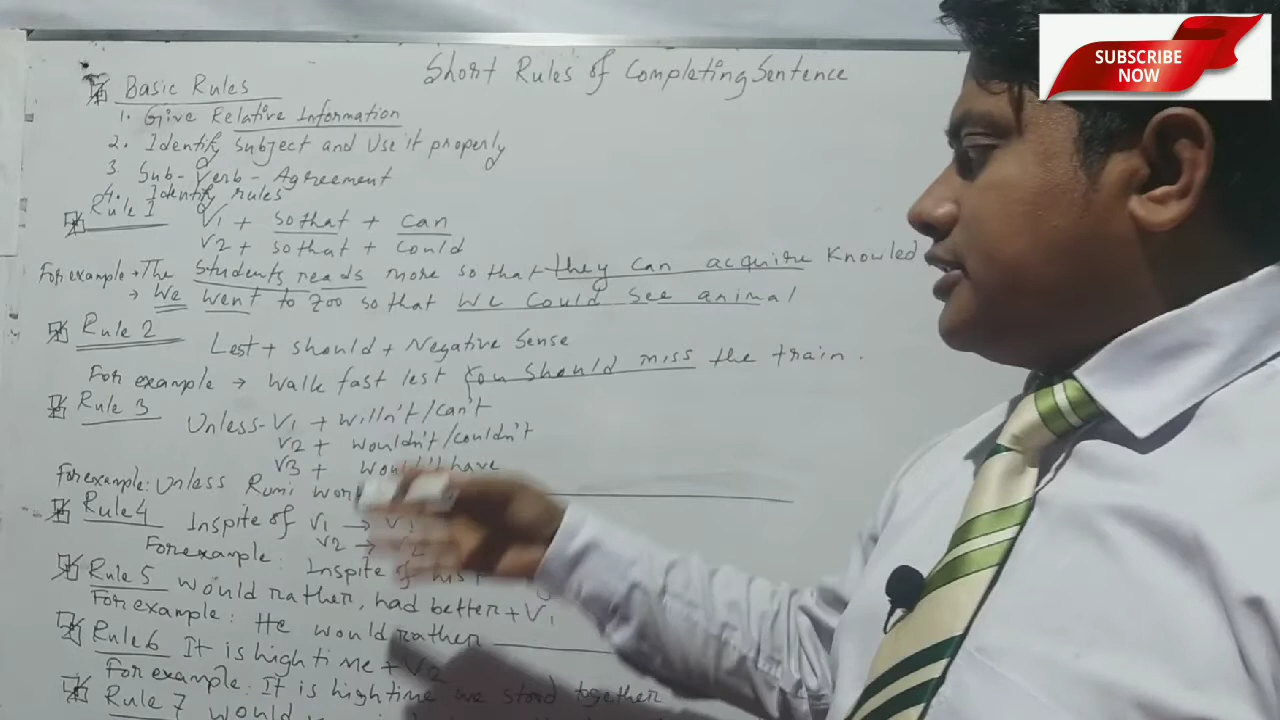 Short Rules of Completing Sentence
SUBSCRIBE
NOW
Basic Rules
1. Give Relative Information
2. Identify Subject and Use it properly
3 Sub-Verb-Agreement
4. Identify rules
Rule 1
V1 + so that + can
V2 + so that + could
For example → The students reads more so that they can acquire Knowled
→ We went to Zoo so that We Could See animal
Rule 2
Lest + should + Negative Sense
For example → Walk fast lest you should miss the train.
Rule 3
Unless - V1 + willn't/can't
V2 + wouldn't/couldn't
V3 + have
For example: Unless Rumi
Rule 4
Inspite of V1 → V1
V2 →
For example: Inspite of his
Rule 5 would rather, had better + V1
For example: He would rather
Rule 6 It is high time + V2
For example: It is high time we stood together
Rule 7 would